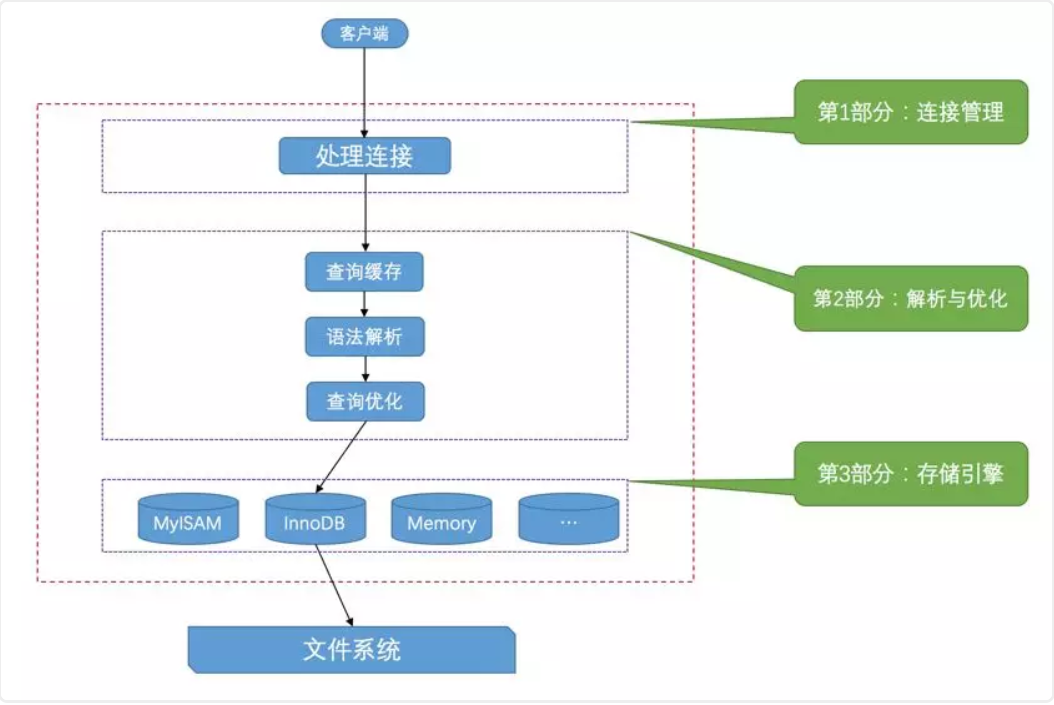 客户端
第1部分：连接管理
处理连接
查询缓存
第2部分：解析与优化
语法解析
查询优化
第3部分：存储引擎
MyISAM
InnoDB
Memory
…
文件系统